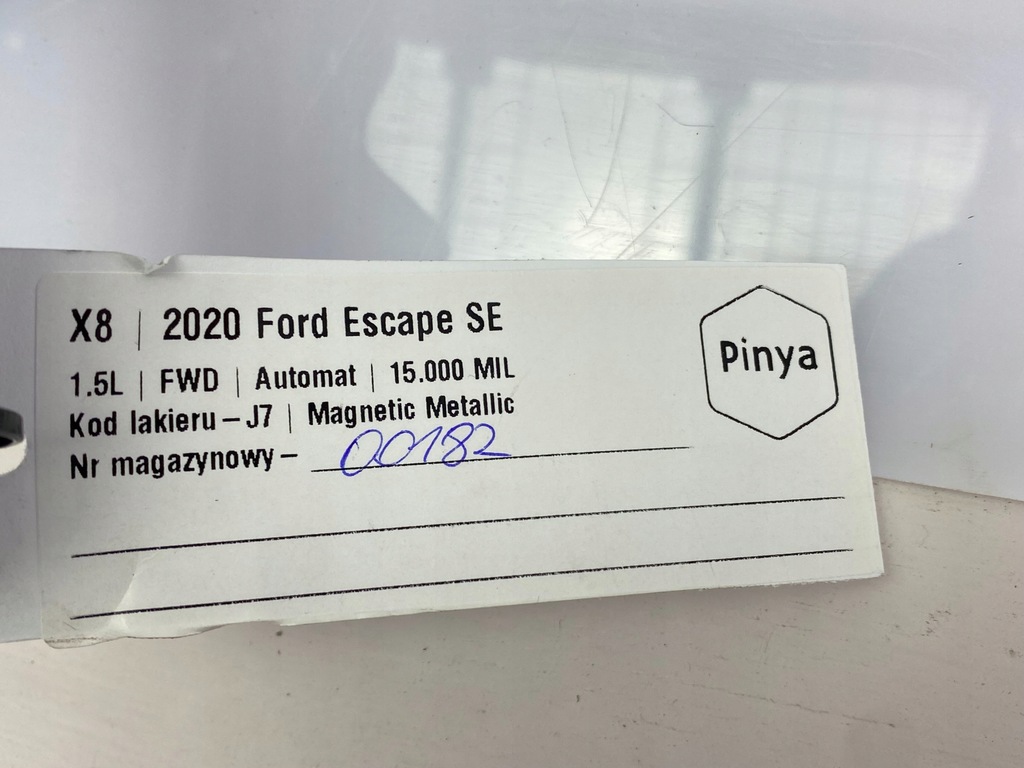 X8 | 2020 Ford Escape SE
1.5L | FWD | Automat | 15.000 MIL
Kod lakieru – J7 | Magnetic Metallic
Nr magazynowy – 00182
Pinya